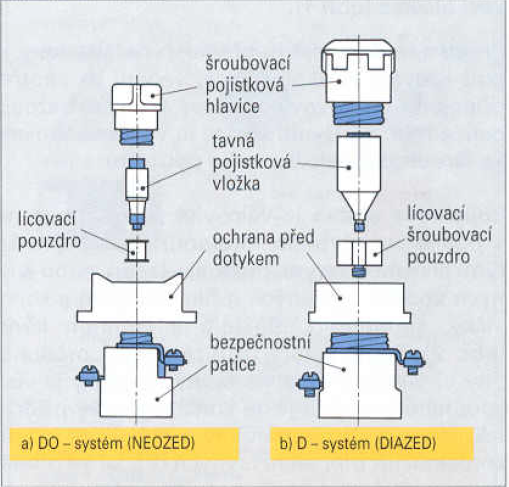 šroubovací
pojistková
hlavice
tavná
pojistková
vložka
lícovací
pouzdro
lícovací
šroubovací
pouzdro
ochrana před
dotykem
bezpečnostní
patice
a) DO – systém (NEOZED)
b) D – systém (DIAZED)